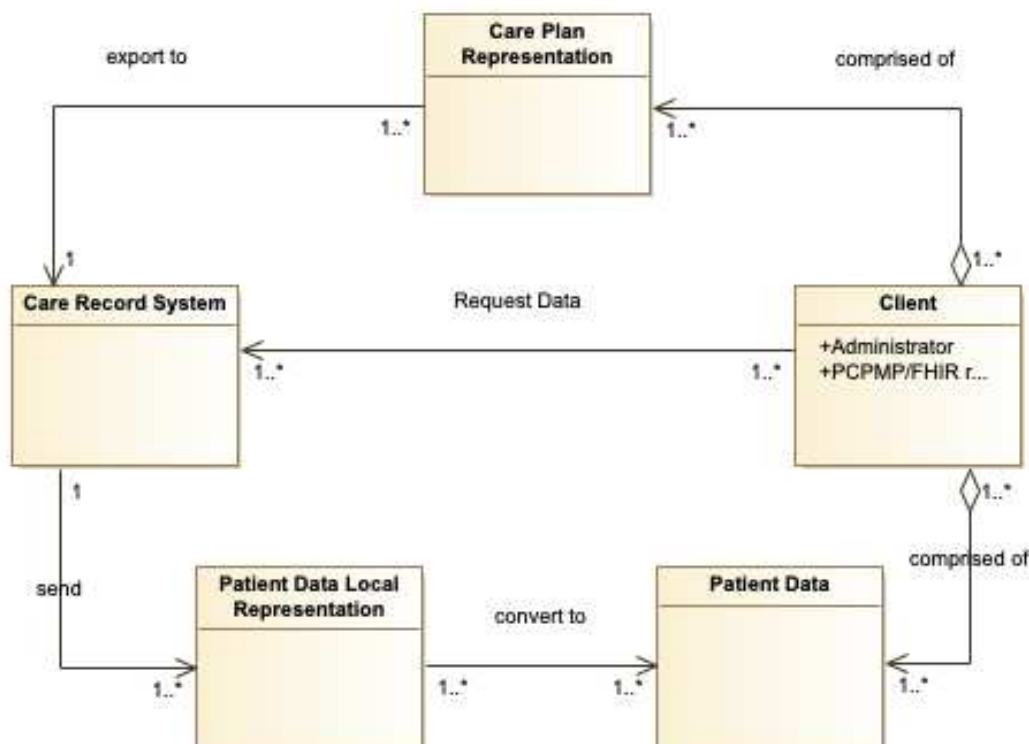 Care Plan
Representation
export to
comprised of
1..*
1..*
1
1..*
Care Record System
Request Data
Client
+Administrator
+PCPMP/FHIR r...
1..*
1..*
1
1..*
send
Patient Data Local
Representation
convert to
Patient Data
comprised of
1..*
1..*
1..*
1..*